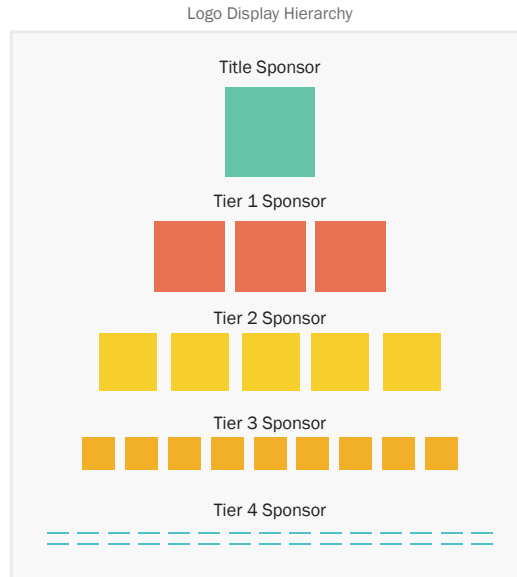 Logo Display Hierarchy
Title Sponsor
Tier 1 Sponsor
Tier 2 Sponsor
Tier 3 Sponsor
Tier 4 Sponsor